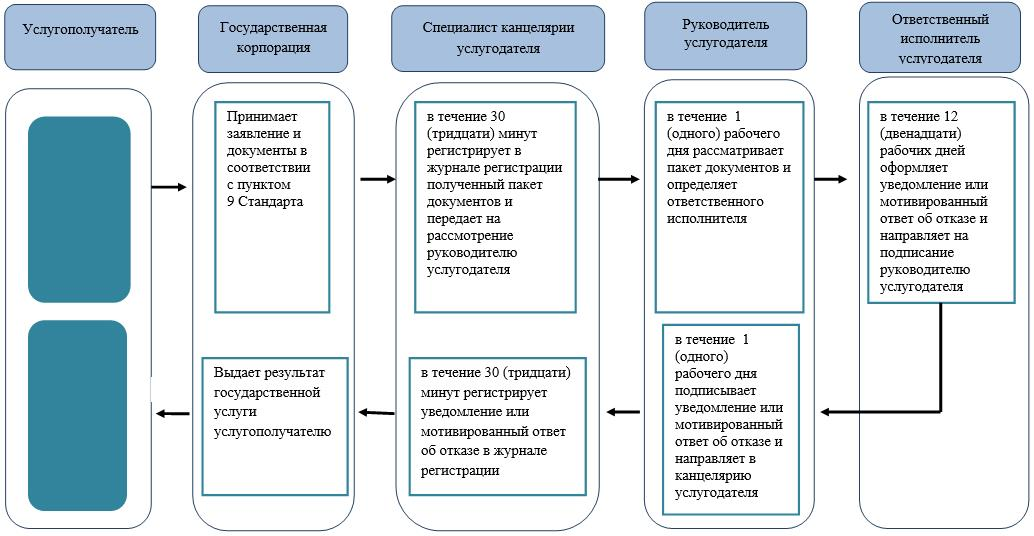 Услугополучатель
Государственная
корпорация
Специалист канцелярии
услугодателя
Руководитель
услугодателя
Ответственный
исполнитель
услугодателя
Принимает
заявление и
документы в
соответствии
с пунктом
9 Стандарта
в течение 30
(тридцати) минут
регистрирует в
журнале регистрации
полученный пакет
документов и
передает на
рассмотрение
руководителю
услугодателя
в течение 1
(одного) рабочего
дня рассматривает
пакет документов и
определяет
ответственного
исполнителя
в течение 12
(двенадцати)
рабочих дней
оформляет
уведомление или
мотивированный
ответ об отказе и
направляет на
подписание
руководителю
услугодателя
в течение 1
(одного)
рабочего дня
подписывает
уведомление или
мотивированный
ответ об отказе и
направляет в
канцелярию
услугодателя
в течение 30 (тридцати)
минут регистрирует
уведомление или
мотивированный ответ
об отказе в журнале
регистрации
Выдает результат
государственной
услуги
услугополучателю